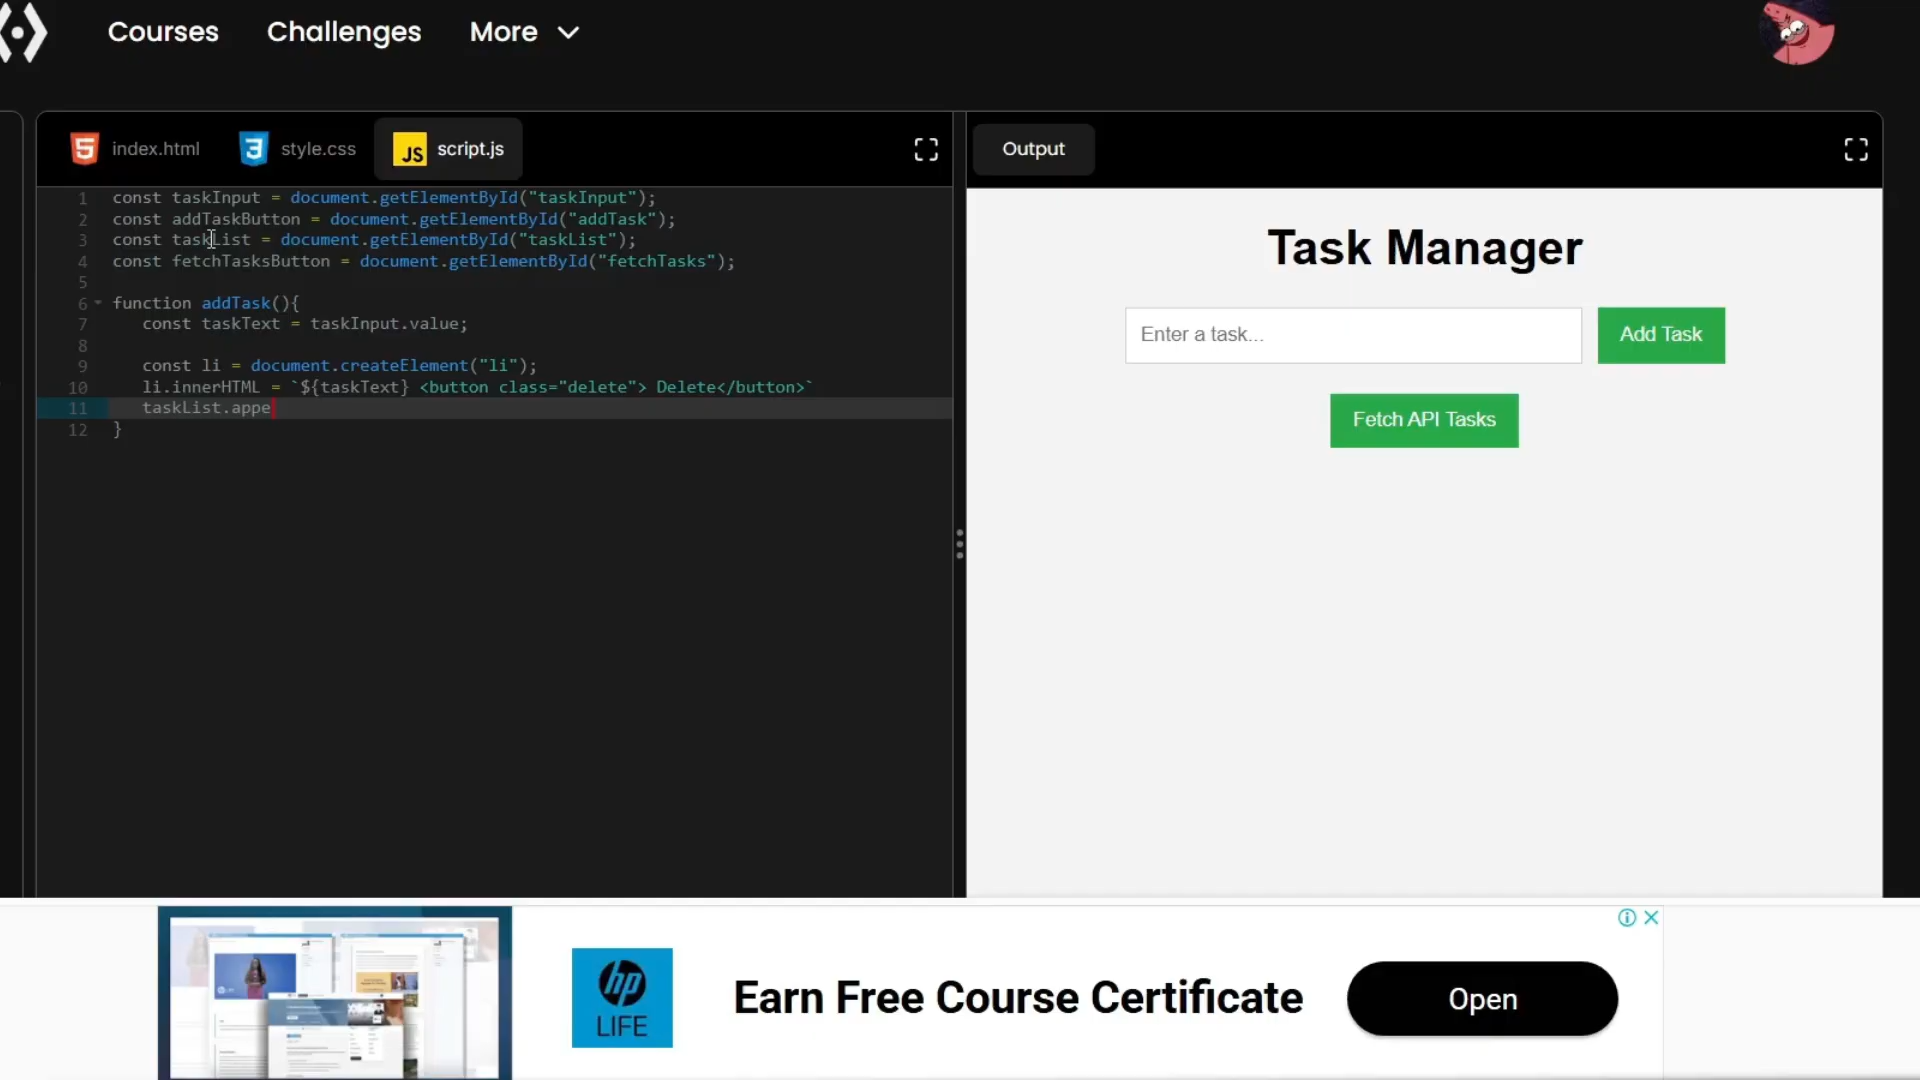 Courses Challenges More
index.html style.css JS script.js
Output
1 const taskInput = document.getElementById("taskInput");
2 const addTaskButton = document.getElementById("addTask");
3 const taskList = document.getElementById("taskList");
4 const fetchTasksButton = document.getElementById("fetchTasks");
5
6 function addTask(){
7 const taskText = taskInput.value;
8
9 const li = document.createElement("li");
10 li.innerHTML = `${taskText} <button class="delete"> Delete</button>`
11 taskList.appe
12 }
Task Manager
Enter a task...
Add Task
Fetch API Tasks
hp
LIFE
Earn Free Course Certificate
Open